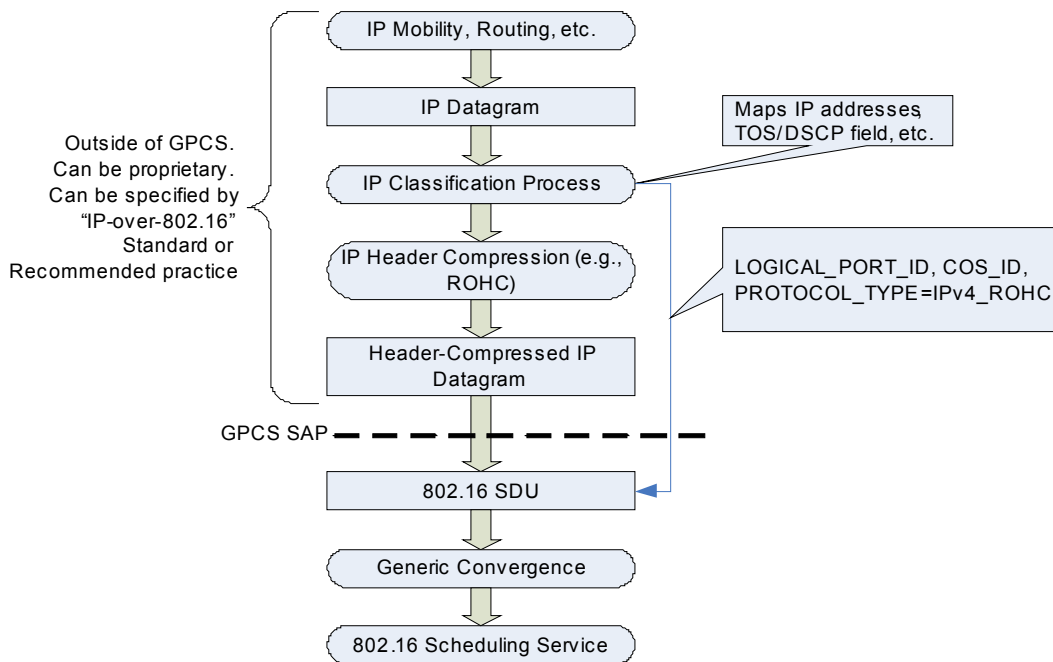 IP Mobility, Routing, etc.
IP Datagram
Maps IP addresses,
TOS/DSCP field, etc.
Outside of GPCS.
Can be proprietary.
Can be specified by
“IP-over-802.16”
Standard or
Recommended practice
IP Classification Process
IP Header Compression (e.g.,
ROHC)
LOGICAL_PORT_ID, COS_ID,
PROTOCOL_TYPE=IPv4_ROHC
Header-Compressed IP
Datagram
GPCS SAP
802.16 SDU
Generic Convergence
802.16 Scheduling Service